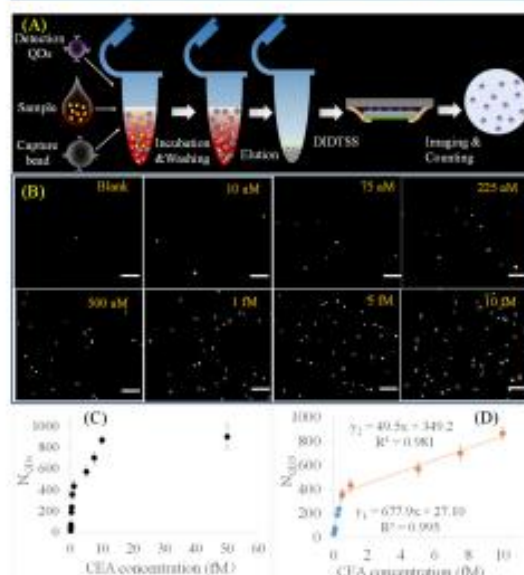 (A)
Detection
QDs
Sample
Capture
bead
Incubation
&Washing
Elution
DIDTSS
Imaging &
Counting
(B)
Blank
10 aM
75 aM
225 aM
500 aM
1 fM
5 fM
10 fM
(C)
1000
800
600
400
200
0
0 10 20 30 40 50 60
CEA concentration (fM)
(D)
1000
800
600
400
200
0
y₂ = 49.5x + 349.2
R² = 0.981
y₁ = 677.9x + 27.10
R² = 0.995
0 2 4 6 8 10
CEA concentration (fM)